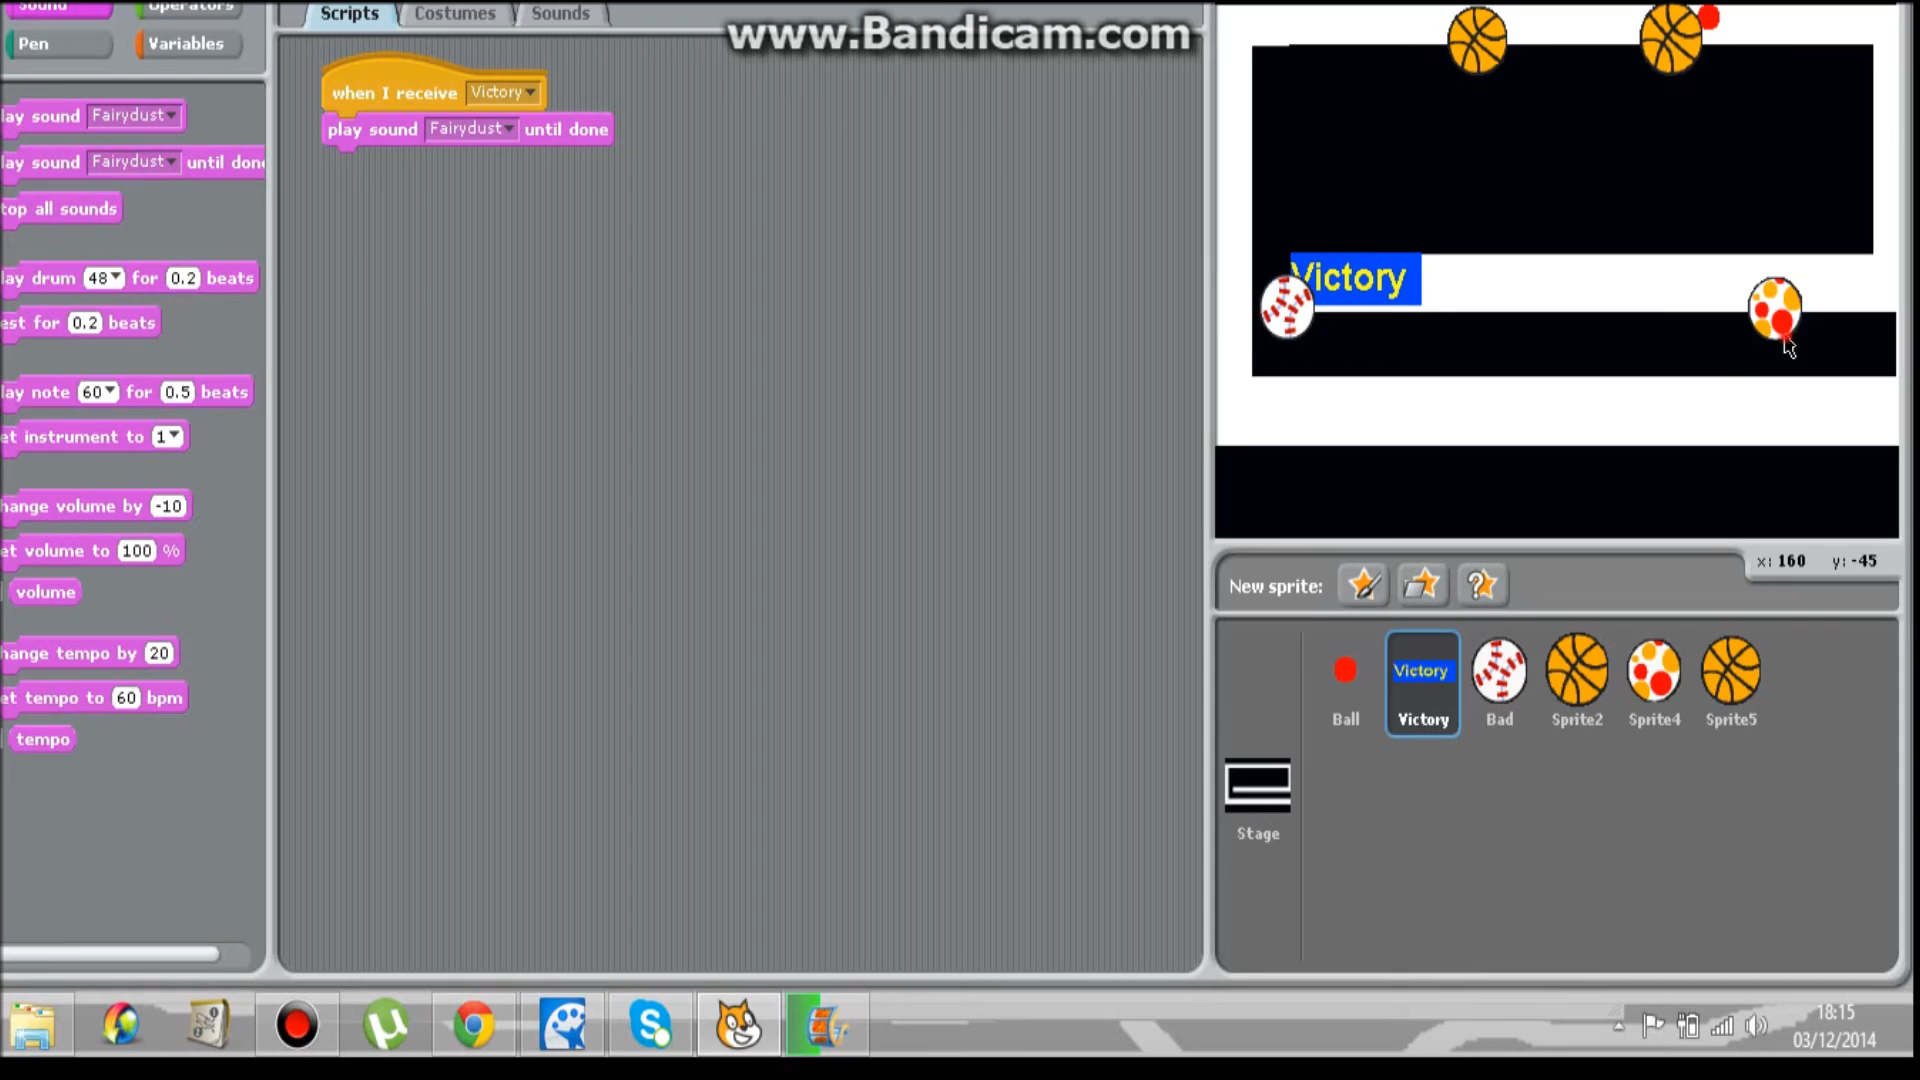 Sound
Operators
Pen
Variables
Scripts
Costumes
Sounds
www.Bandicam.com
lay sound Fairydust
lay sound Fairydust until done
top all sounds
lay drum 48 for 0.2 beats
est for 0.2 beats
lay note 60 for 0.5 beats
et instrument to 1
hange volume by -10
et volume to 100 %
volume
hange tempo by 20
et tempo to 60 bpm
tempo
when I receive Victory
play sound Fairydust until done
Victory
x: 160 y: -45
New sprite:
Victory
Ball
Victory
Bad
Sprite2
Sprite4
Sprite5
Stage
18:15
03/12/2014